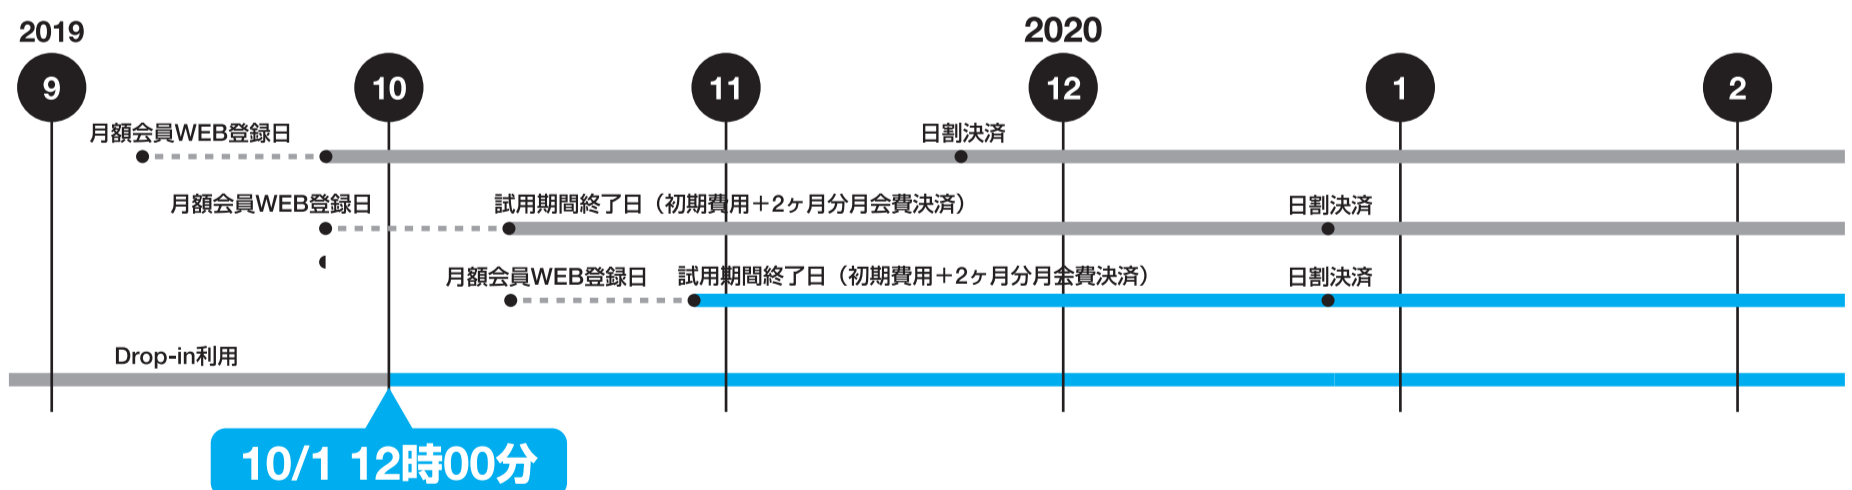 2019
2020
9
10
11
12
1
2
月額会員WEB登録日
日割決済
月額会員WEB登録日
試用期間終了日（初期費用＋2ヶ月分月会費決済）
日割決済
月額会員WEB登録日
試用期間終了日（初期費用＋2ヶ月分月会費決済）
日割決済
Drop-in利用
10/1 12時00分